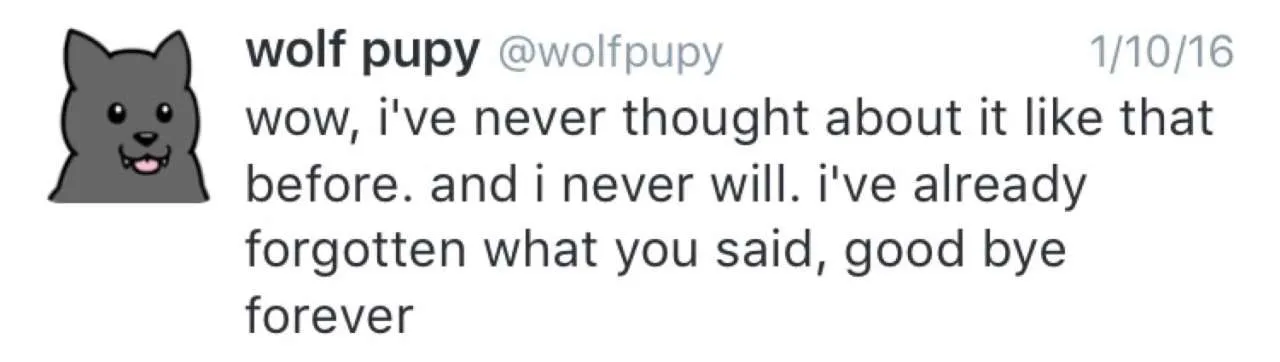 wolf pupy @wolfpupy 1/10/16
wow, i've never thought about it like that
before. and i never will. i've already
forgotten what you said, good bye
forever